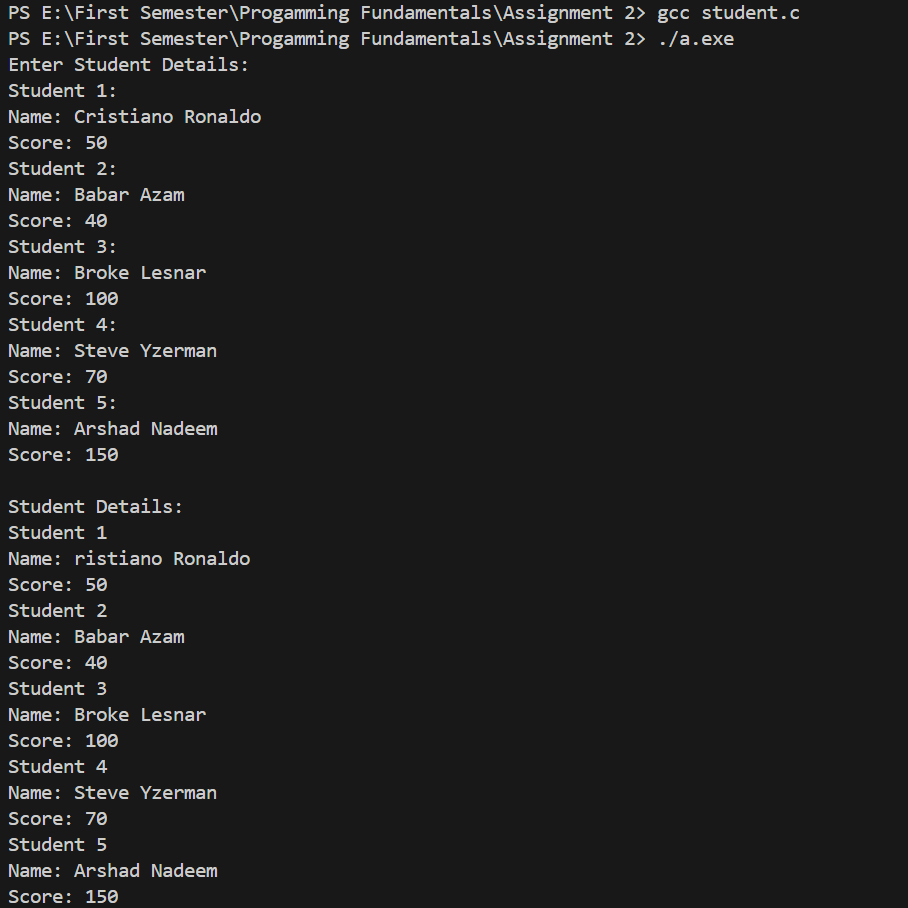 PS E:\First Semester\Progamming Fundamentals\Assignment 2> gcc student.c
PS E:\First Semester\Progamming Fundamentals\Assignment 2> ./a.exe
Enter Student Details:
Student 1:
Name: Cristiano Ronaldo
Score: 50
Student 2:
Name: Babar Azam
Score: 40
Student 3:
Name: Broke Lesnar
Score: 100
Student 4:
Name: Steve Yzerman
Score: 70
Student 5:
Name: Arshad Nadeem
Score: 150

Student Details:
Student 1
Name: ristiano Ronaldo
Score: 50
Student 2
Name: Babar Azam
Score: 40
Student 3
Name: Broke Lesnar
Score: 100
Student 4
Name: Steve Yzerman
Score: 70
Student 5
Name: Arshad Nadeem
Score: 150